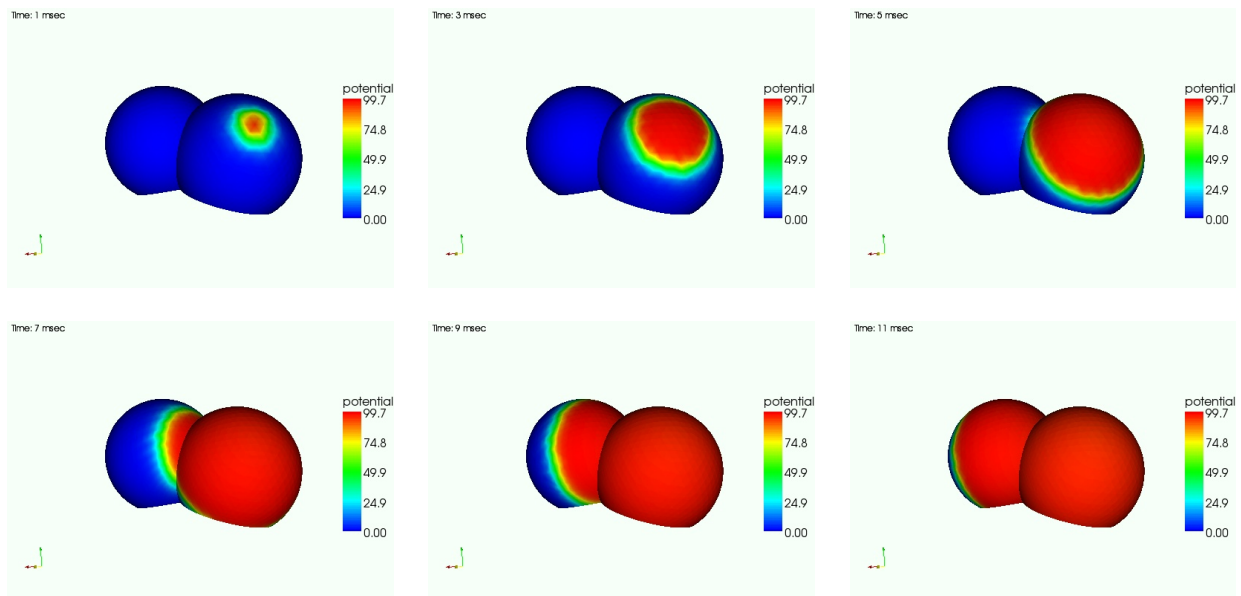 Time: 1 msec
potential
99.7
74.8
49.9
24.9
0.00
Time: 3 msec
potential
99.7
74.8
49.9
24.9
0.00
Time: 5 msec
potential
99.7
74.8
49.9
24.9
0.00
Time: 7 msec
potential
99.7
74.8
49.9
24.9
0.00
Time: 9 msec
potential
99.7
74.8
49.9
24.9
0.00
Time: 11 msec
potential
99.7
74.8
49.9
24.9
0.00